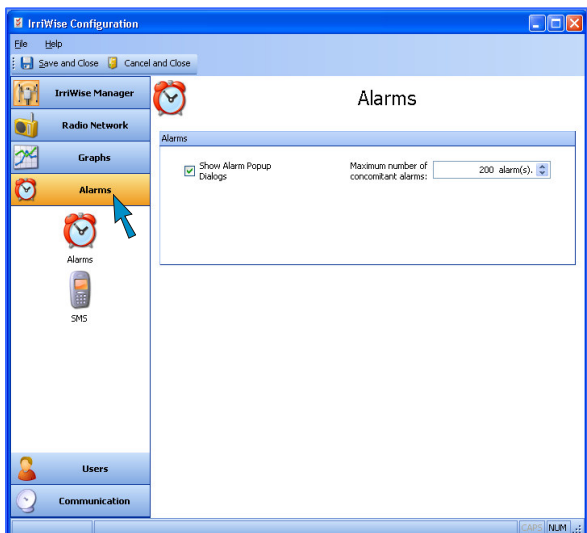 IrriWise Configuration
File Help
Save and Close Cancel and Close
IrriWise Manager
Radio Network
Graphs
Alarms
Alarms
SMS
Users
Communication
Alarms
Alarms
Show Alarm Popup
Dialogs
Maximum number of
concomitant alarms:
200 alarm(s).
CAPS NUM